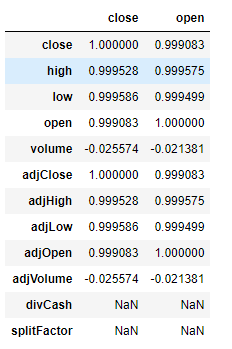 close open
close 1.000000 0.999083
high 0.999528 0.999575
low 0.999586 0.999499
open 0.999083 1.000000
volume -0.025574 -0.021381
adjClose 1.000000 0.999083
adjHigh 0.999528 0.999575
adjLow 0.999586 0.999499
adjOpen 0.999083 1.000000
adjVolume -0.025574 -0.021381
divCash NaN NaN
splitFactor NaN NaN